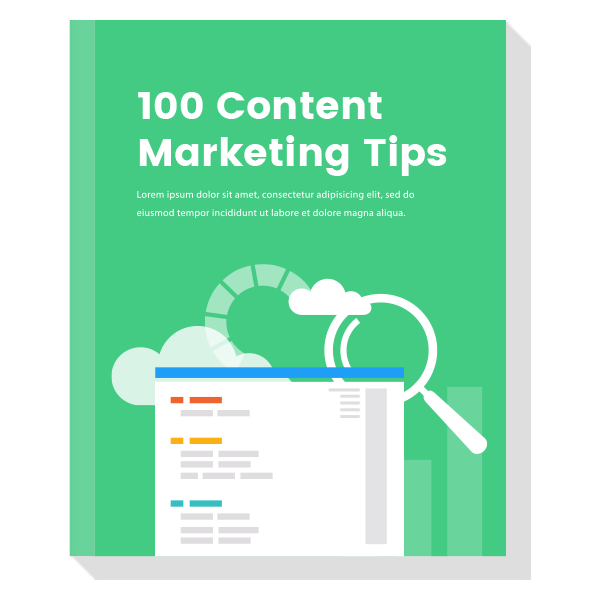 100 Content
Marketing Tips
Lorem ipsum dolor sit amet, consectetur adipisicing elit, sed do
eiusmod tempor incididunt ut labore et dolore magna aliqua.